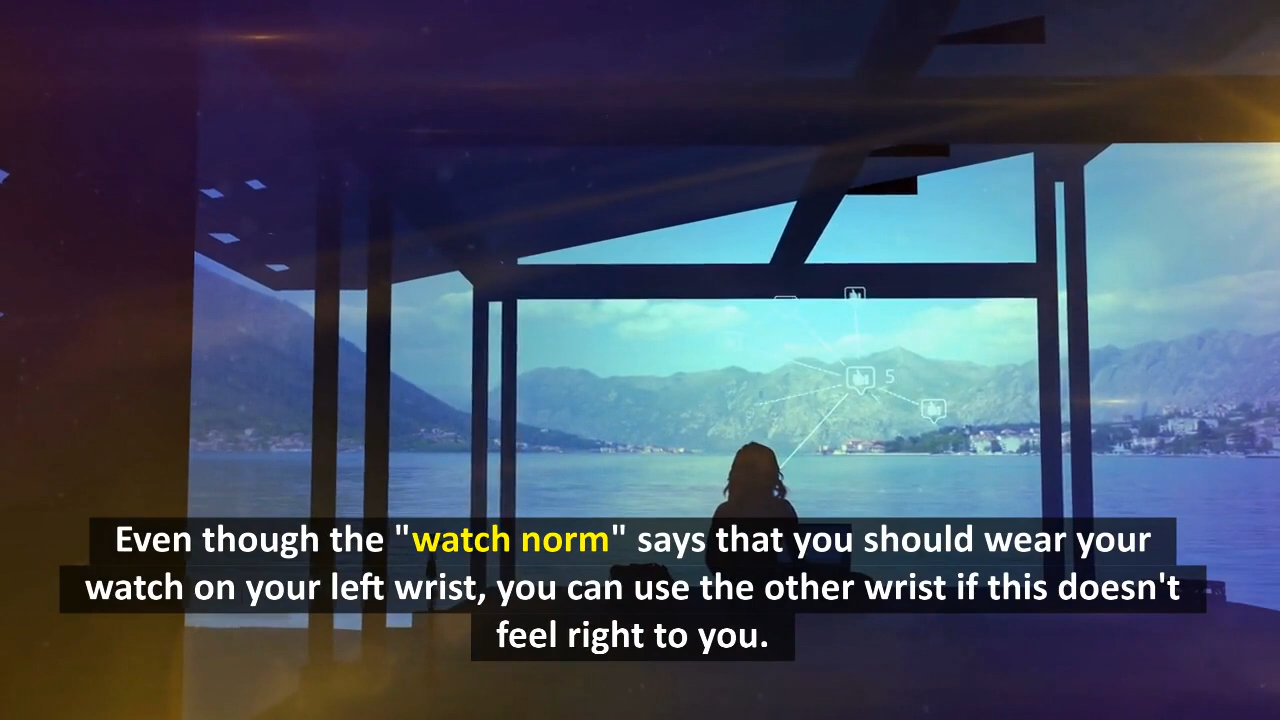 5
Even though the "watch norm" says that you should wear your
watch on your left wrist, you can use the other wrist if this doesn't
feel right to you.